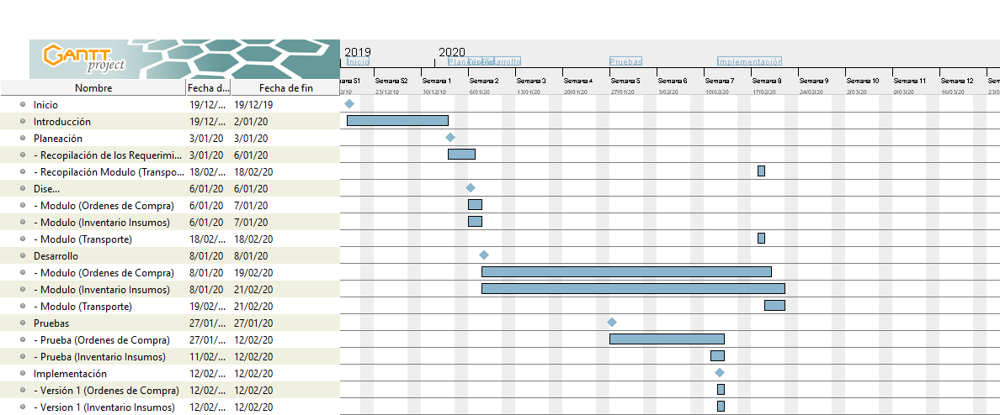 GANTT
project
2019 2020
Inicio Planeación Desarrollo Pruebas Implementación
Nombre Fecha d... Fecha de fin
Semana S2 Semana 1 Semana 2 Semana 3 Semana 4 Semana 5 Semana 6 Semana 7 Semana 8 Semana 9 Semana 10 Semana 11 Semana 12
23/12/19 30/12/19 6/01/20 13/01/20 20/01/20 27/01/20 3/02/20 10/02/20 17/02/20 24/02/20 2/03/20 9/03/20 16/03/20
Inicio 19/12/... 19/12/19
Introducción 19/12/... 2/01/20
Planeación 3/01/20 3/01/20
- Recopilación de los Requerimi... 3/01/20 6/01/20
- Recopilación Modulo (Transpo... 18/02/... 18/02/20
Dise... 6/01/20 6/01/20
- Modulo (Ordenes de Compra) 6/01/20 7/01/20
- Modulo (Inventario Insumos) 6/01/20 7/01/20
- Modulo (Transporte) 18/02/... 18/02/20
Desarrollo 8/01/20 8/01/20
- Modulo (Ordenes de Compra) 8/01/20 19/02/20
- Modulo (Inventario Insumos) 8/01/20 21/02/20
- Modulo (Transporte) 19/02/... 21/02/20
Pruebas 27/01/... 27/01/20
- Prueba (Ordenes de Compra) 27/01/... 12/02/20
- Prueba (Inventario Insumos) 11/02/... 12/02/20
Implementación 12/02/... 12/02/20
- Versión 1 (Ordenes de Compra) 12/02/... 12/02/20
- Version 1 (Inventario Insumos) 12/02/... 12/02/20